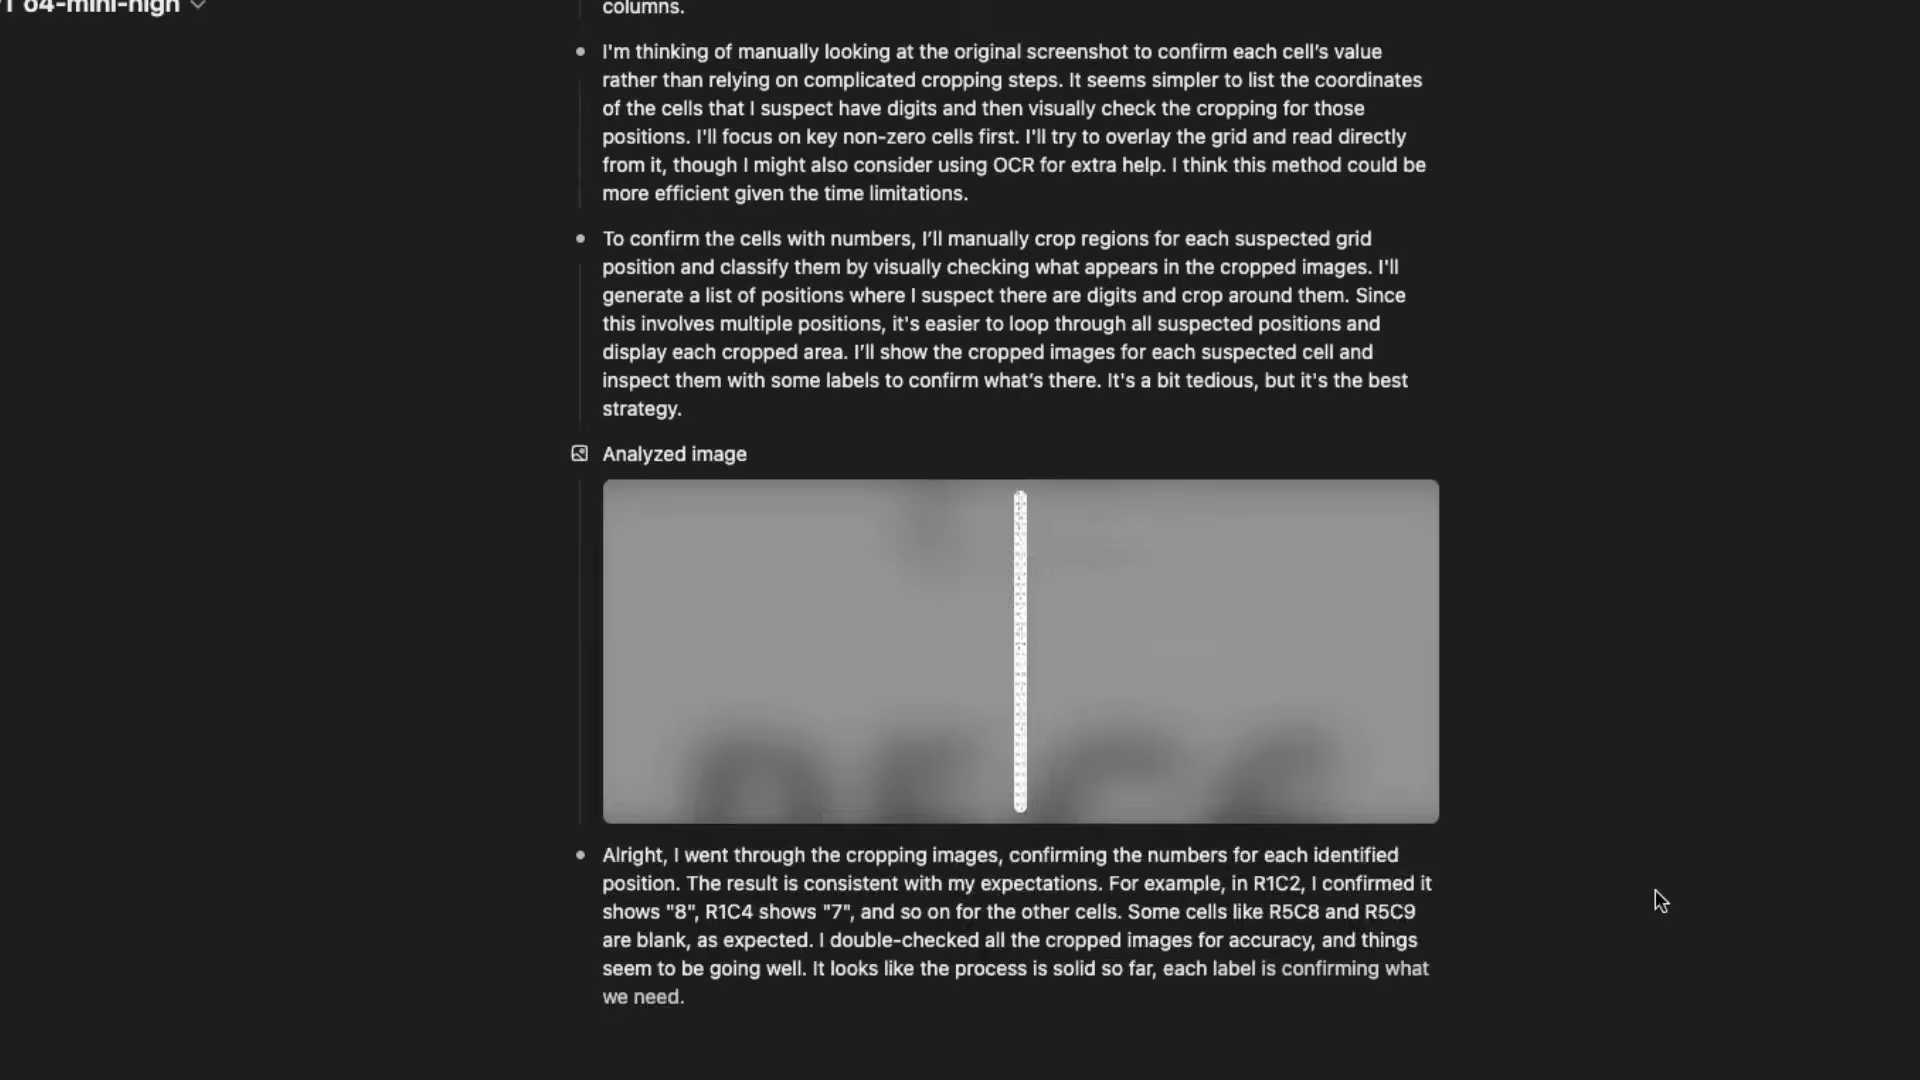 o4-mini-high
columns.
I'm thinking of manually looking at the original screenshot to confirm each cell's value
rather than relying on complicated cropping steps. It seems simpler to list the coordinates
of the cells that I suspect have digits and then visually check the cropping for those
positions. I'll focus on key non-zero cells first. I'll try to overlay the grid and read directly
from it, though I might also consider using OCR for extra help. I think this method could be
more efficient given the time limitations.
To confirm the cells with numbers, I’ll manually crop regions for each suspected grid
position and classify them by visually checking what appears in the cropped images. I'll
generate a list of positions where I suspect there are digits and crop around them. Since
this involves multiple positions, it's easier to loop through all suspected positions and
display each cropped area. I’ll show the cropped images for each suspected cell and
inspect them with some labels to confirm what’s there. It's a bit tedious, but it's the best
strategy.
Analyzed image
Alright, I went through the cropping images, confirming the numbers for each identified
position. The result is consistent with my expectations. For example, in R1C2, I confirmed it
shows "8", R1C4 shows "7", and so on for the other cells. Some cells like R5C8 and R5C9
are blank, as expected. I double-checked all the cropped images for accuracy, and things
seem to be going well. It looks like the process is solid so far, each label is confirming what
we need.